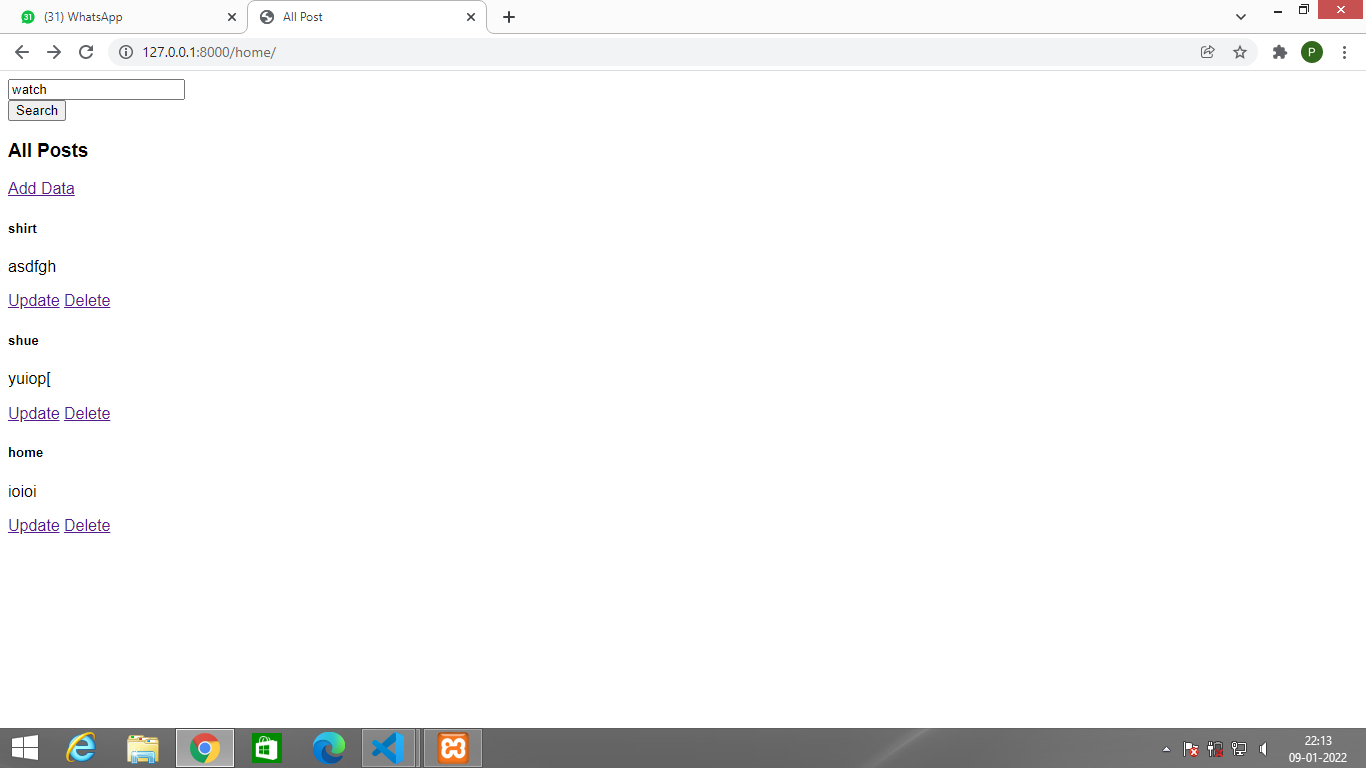 (31) WhatsApp
All Post
127.0.0.1:8000/home/
P
watch
Search
All Posts
Add Data
shirt
asdfgh
Update Delete
shue
yuiop[
Update Delete
home
ioioi
Update Delete
22:13
09-01-2022